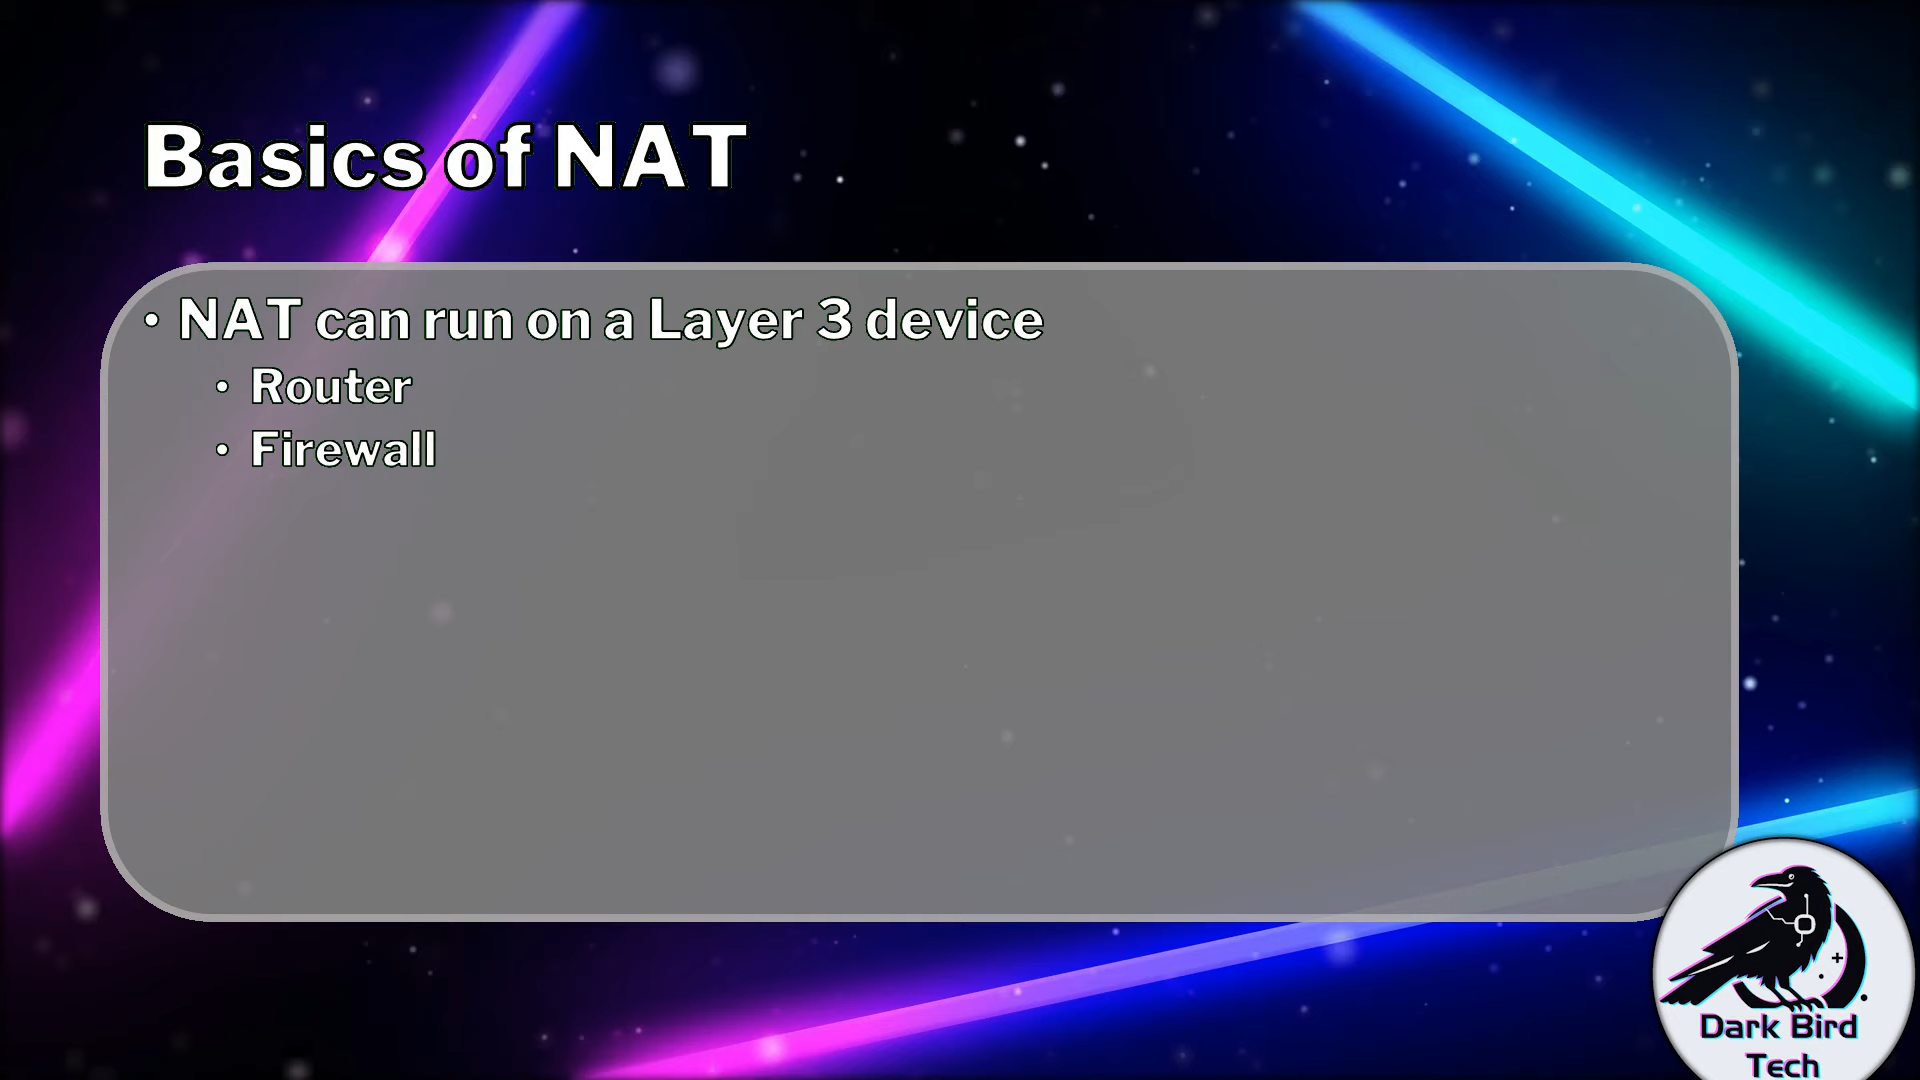 Basics of NAT
• NAT can run on a Layer 3 device
• Router
• Firewall
Dark Bird
Tech